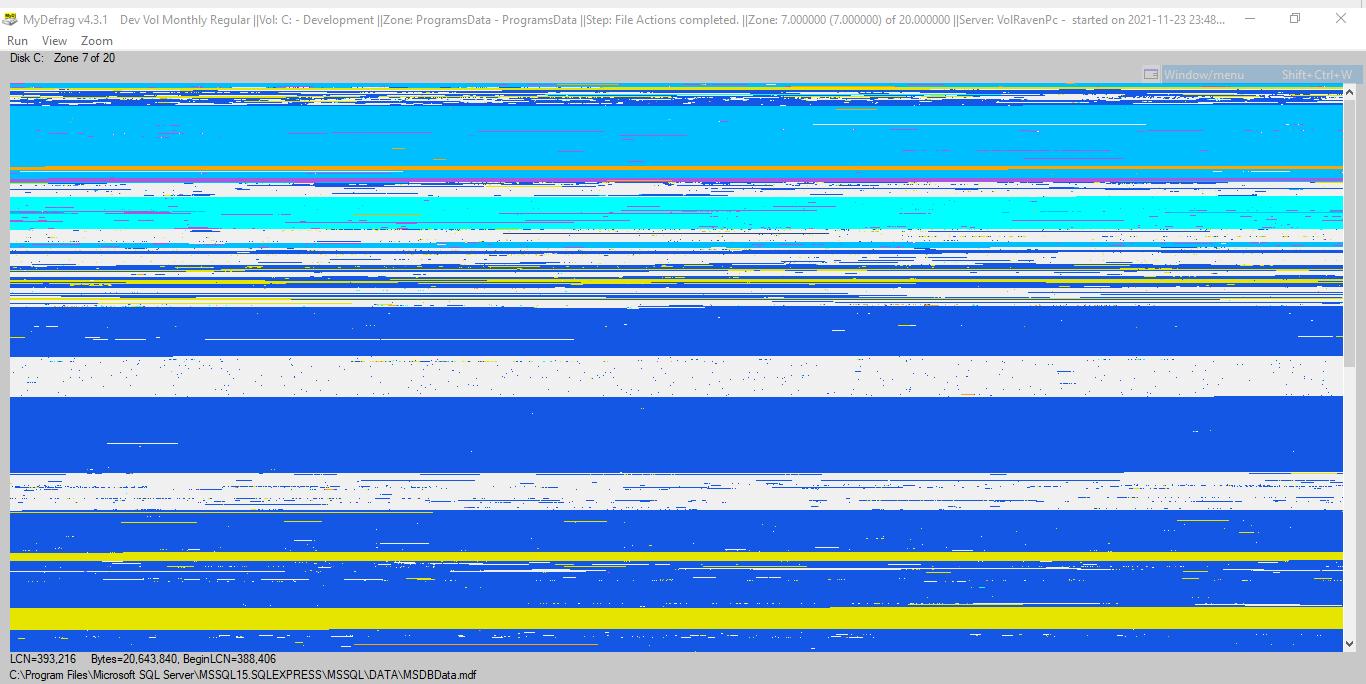 MyDefrag v4.3.1 Dev Vol Monthly Regular ||Vol: C: - Development ||Zone: ProgramsData - ProgramsData ||Step: File Actions completed. ||Zone: 7.000000 (7.000000) of 20.000000 ||Server: VolRavenPc - started on 2021-11-23 23:48...
Run View Zoom
Disk C: Zone 7 of 20
Window/menu Shift+Ctrl+W
LCN=393,216 Bytes=20,643,840, BeginLCN=388,406
C:\Program Files\Microsoft SQL Server\MSSQL15.SQLEXPRESS\MSSQL\DATA\MSDBData.mdf